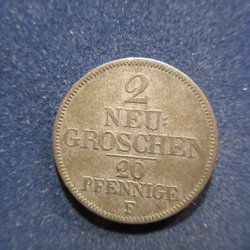 2
NEU-
GROSCHEN
20
PFENNIGE
F